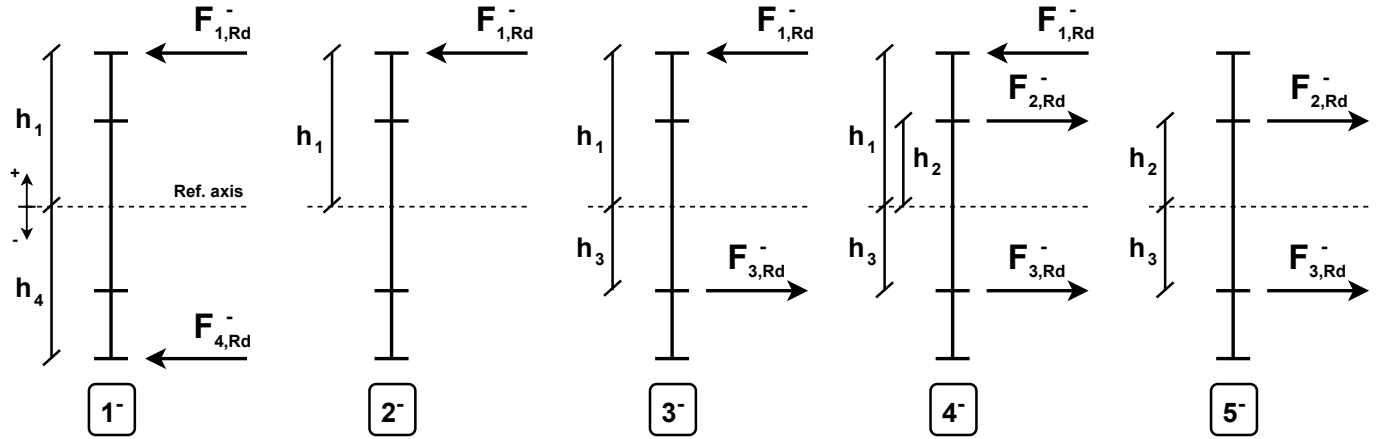 F₁,Rd⁻ F₁,Rd⁻ F₁,Rd⁻ F₁,Rd⁻
F₂,Rd⁻ F₂,Rd⁻
h₁ h₁ h₁ h₁ h₂ h₂
+ Ref. axis
-
h₄ h₃ h₃ h₃
F₃,Rd⁻ F₃,Rd⁻ F₃,Rd⁻
F₄,Rd⁻
1⁻ 2⁻ 3⁻ 4⁻ 5⁻